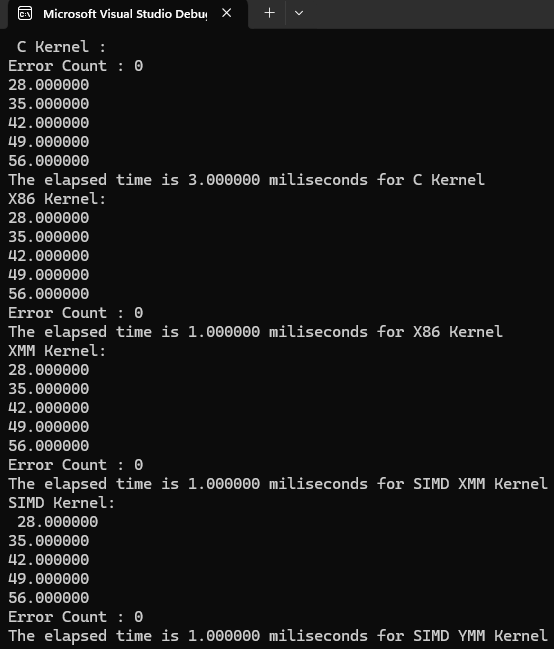 Microsoft Visual Studio Debug
C Kernel :
Error Count : 0
28.000000
35.000000
42.000000
49.000000
56.000000
The elapsed time is 3.000000 miliseconds for C Kernel
X86 Kernel:
28.000000
35.000000
42.000000
49.000000
56.000000
Error Count : 0
The elapsed time is 1.000000 miliseconds for X86 Kernel
XMM Kernel:
28.000000
35.000000
42.000000
49.000000
56.000000
Error Count : 0
The elapsed time is 1.000000 miliseconds for SIMD XMM Kernel
SIMD Kernel:
28.000000
35.000000
42.000000
49.000000
56.000000
Error Count : 0
The elapsed time is 1.000000 miliseconds for SIMD YMM Kernel